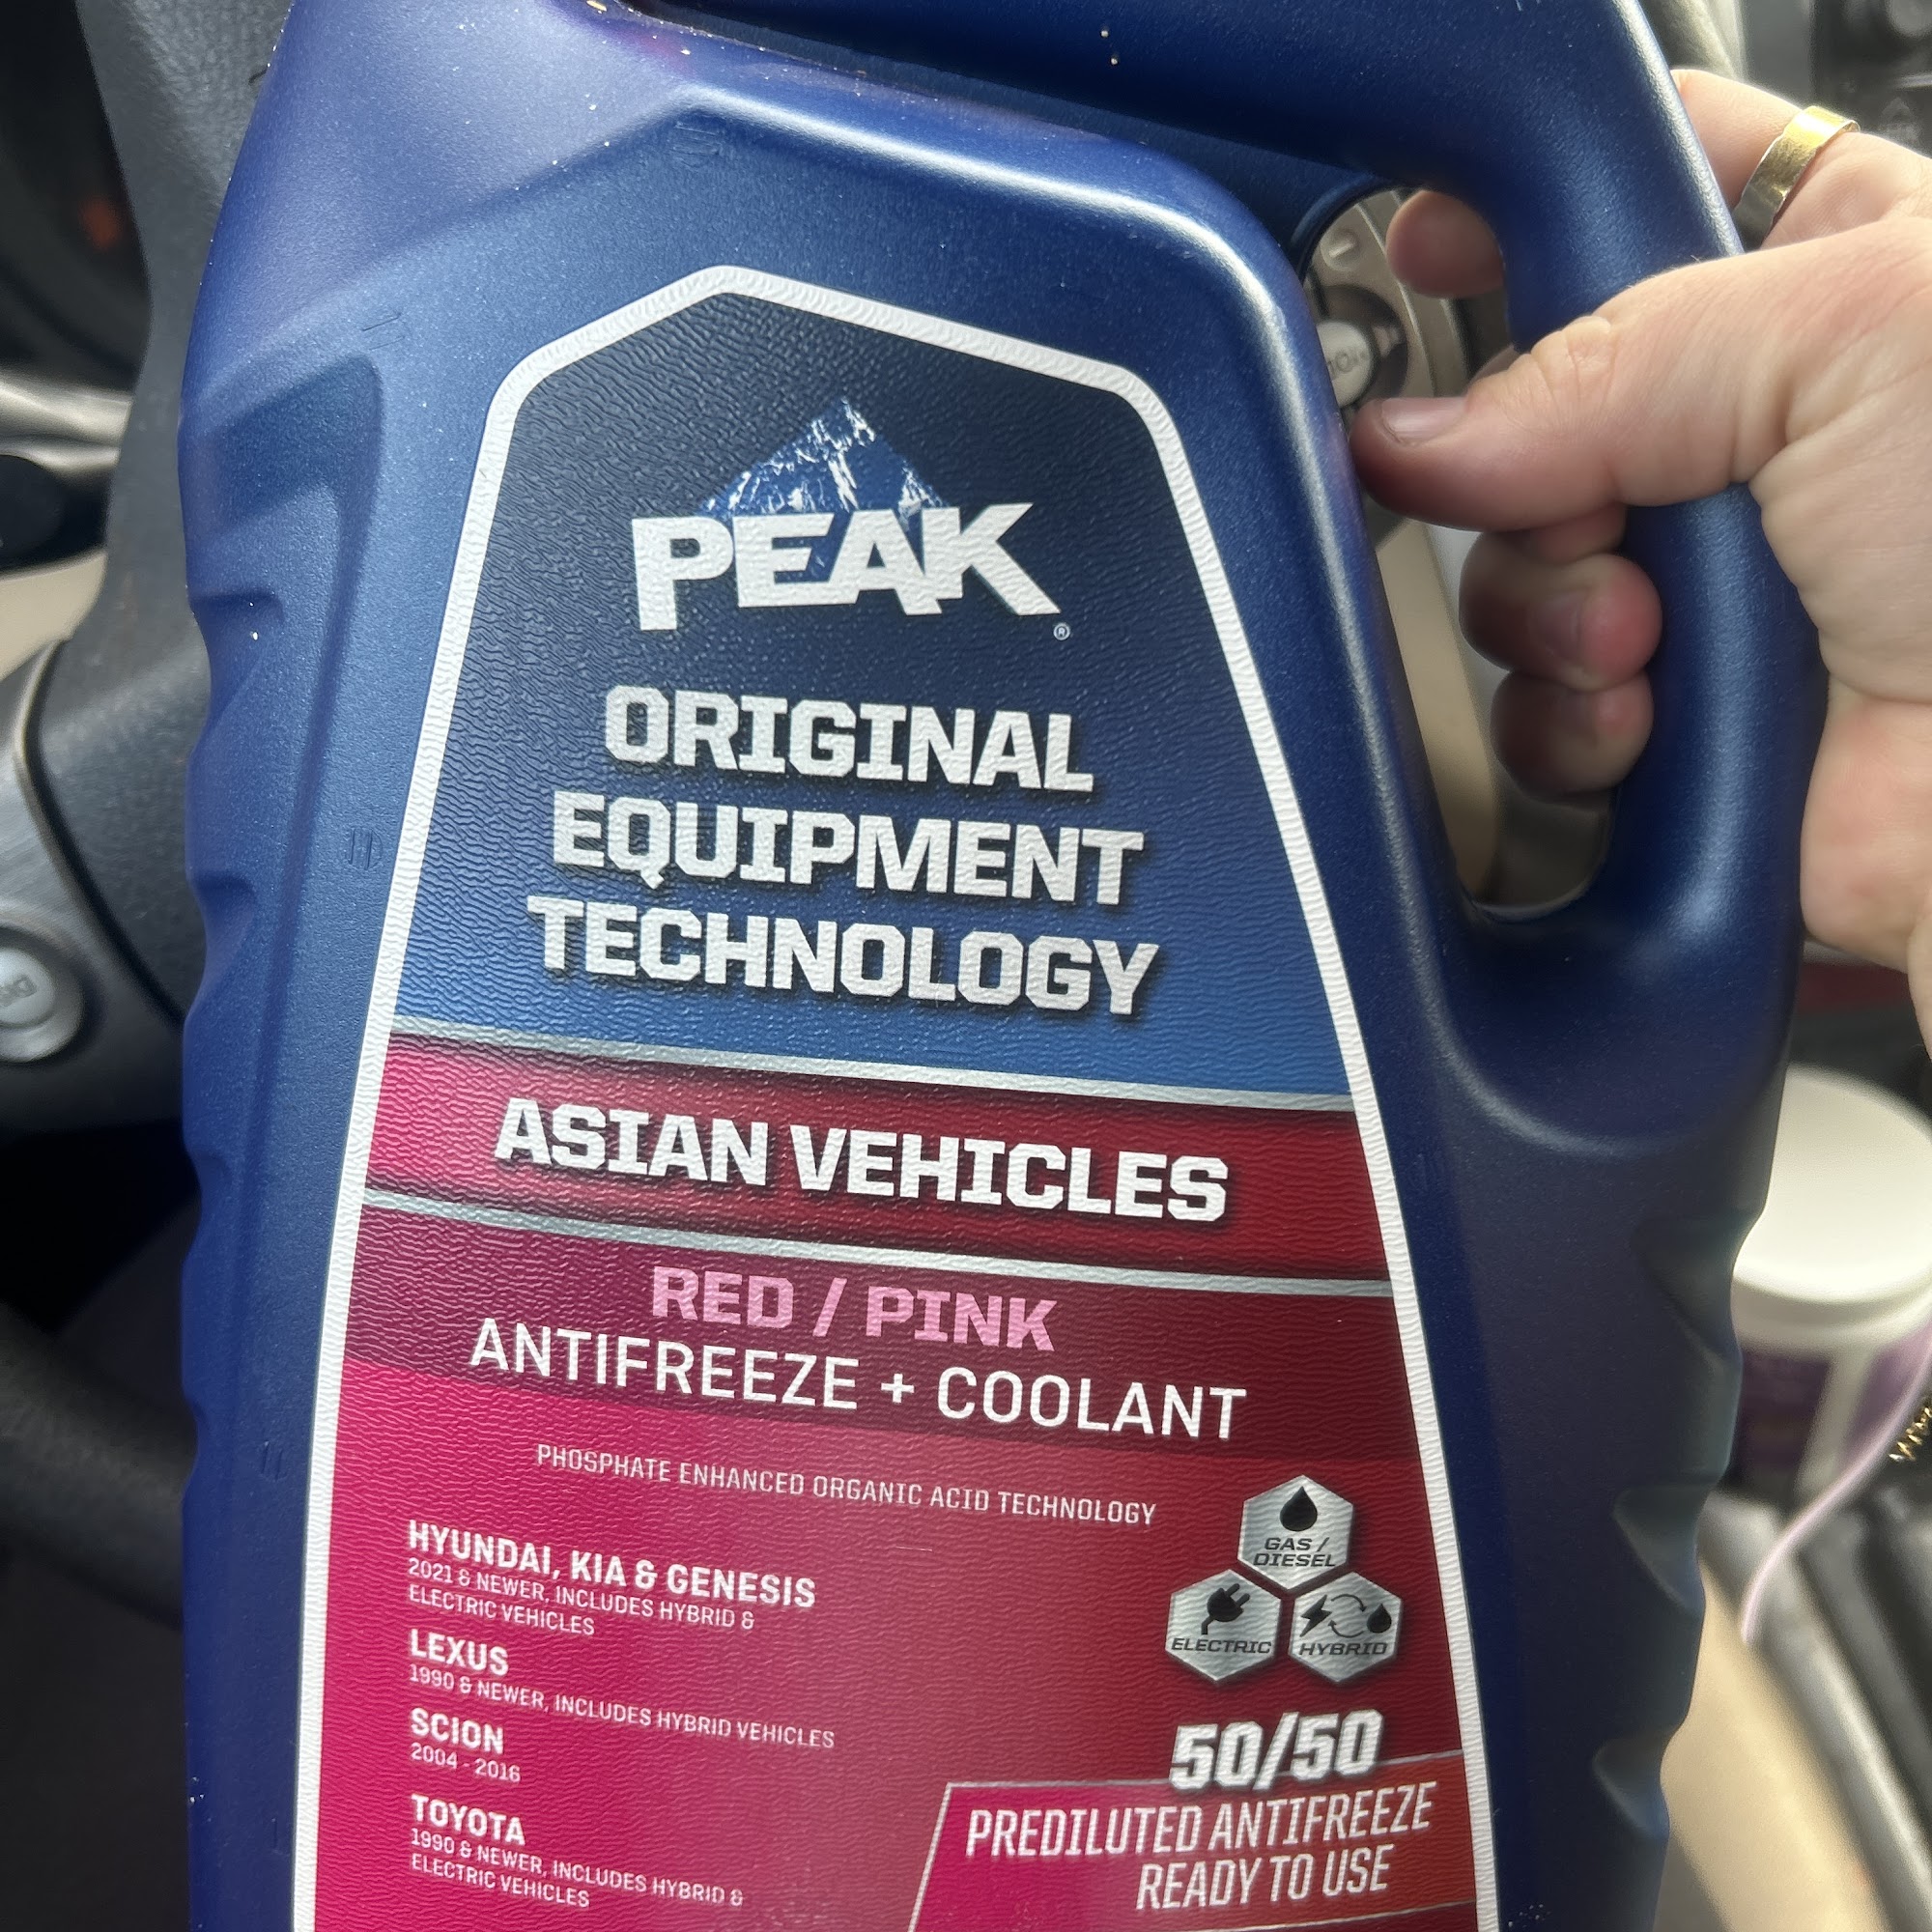 PEAK®
ORIGINAL
EQUIPMENT
TECHNOLOGY
ASIAN VEHICLES
RED / PINK
ANTIFREEZE + COOLANT
PHOSPHATE ENHANCED ORGANIC ACID TECHNOLOGY
HYUNDAI, KIA & GENESIS
2021 & NEWER, INCLUDES HYBRID &
ELECTRIC VEHICLES
LEXUS
1990 & NEWER, INCLUDES HYBRID VEHICLES
SCION
2004 - 2016
TOYOTA
1990 & NEWER, INCLUDES HYBRID &
ELECTRIC VEHICLES
GAS /
DIESEL
ELECTRIC
HYBRID
50/50
PREDILUTED ANTIFREEZE
READY TO USE